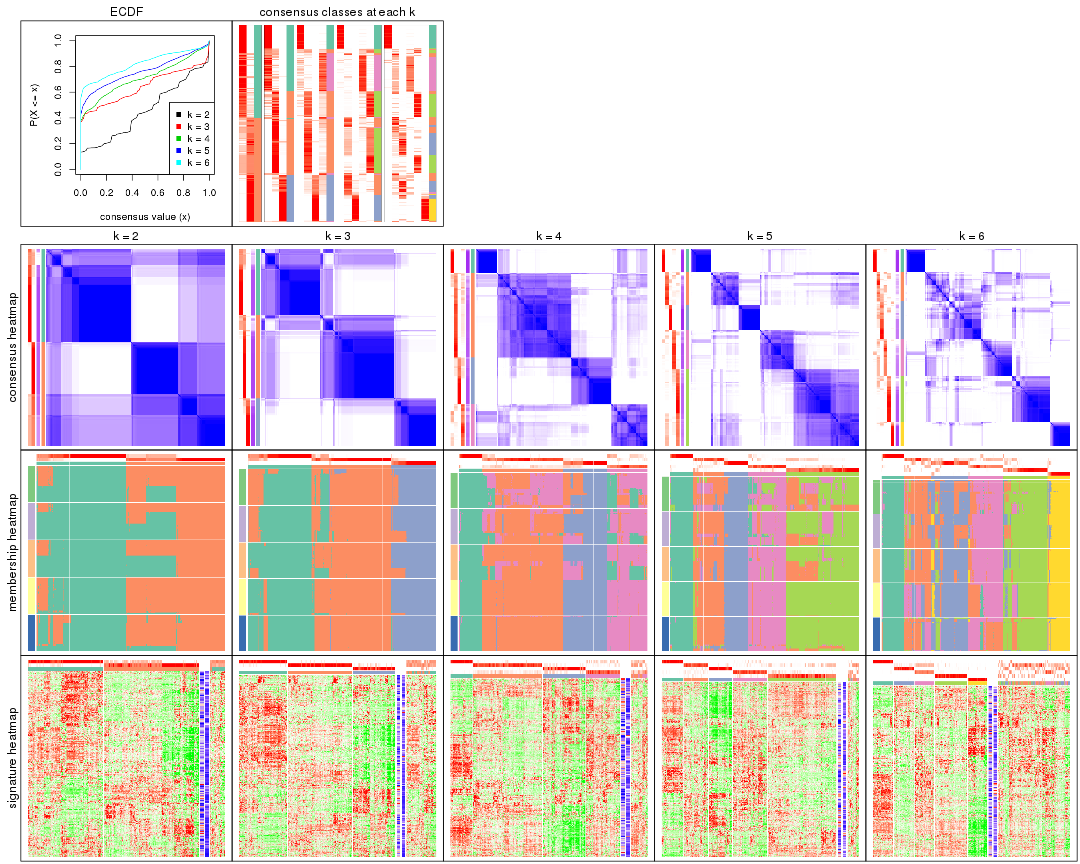 ECDF
consensus classes at each k
P(X <= x)
0.0 0.2 0.4 0.6 0.8 1.0
k = 2
k = 3
k = 4
k = 5
k = 6
0.0 0.2 0.4 0.6 0.8 1.0
consensus value (x)
k = 2 k = 3 k = 4 k = 5 k = 6
consensus heatmap
membership heatmap
signature heatmap